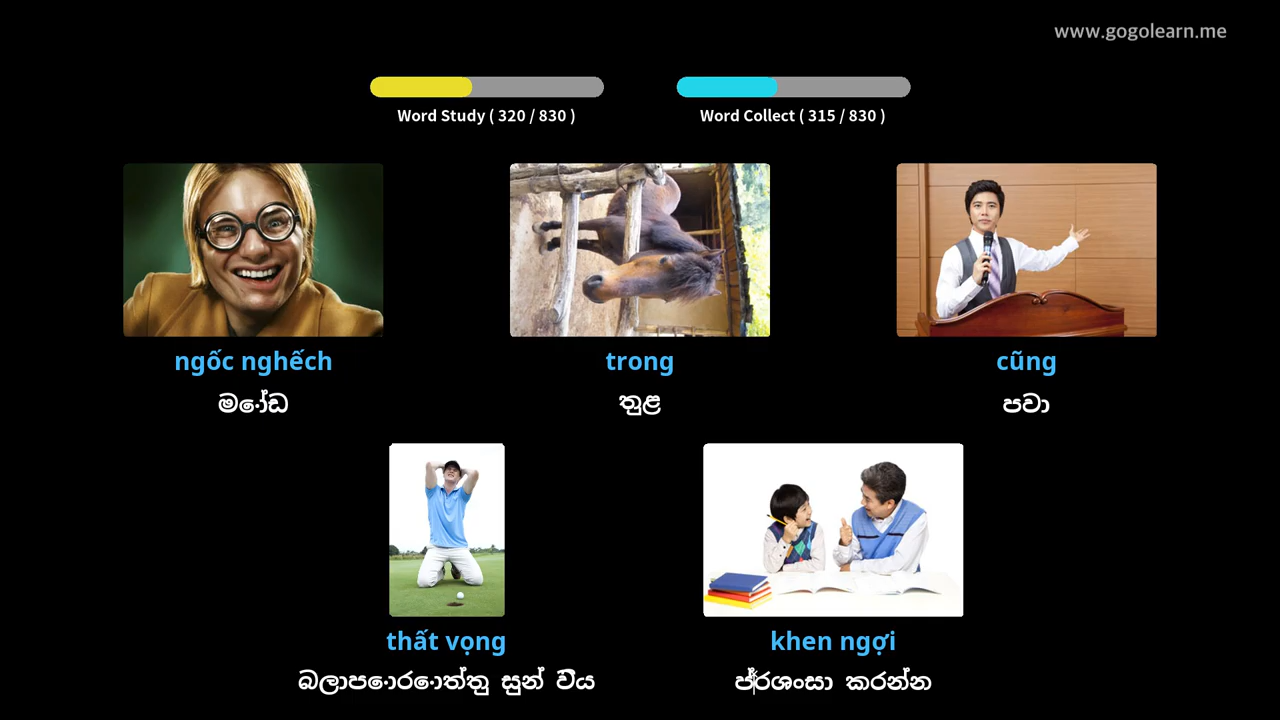 www.gogolearn.me
Word Study ( 320 / 830 )
Word Collect ( 315 / 830 )
ngốc nghếch
මෝඩ
trong
තුළ
cũng
පවා
thất vọng
බලාපොරොත්තු සුන් විය
khen ngợi
ප්‍රශංසා කරන්න